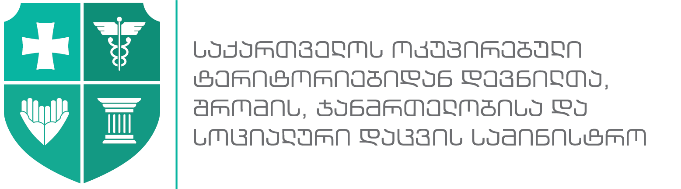 საქართველოს ოკუპირებული
ტერიტორიებიდან დევნილთა,
შრომის, ჯანმრთელობისა და
სოციალური დაცვის სამინისტრო